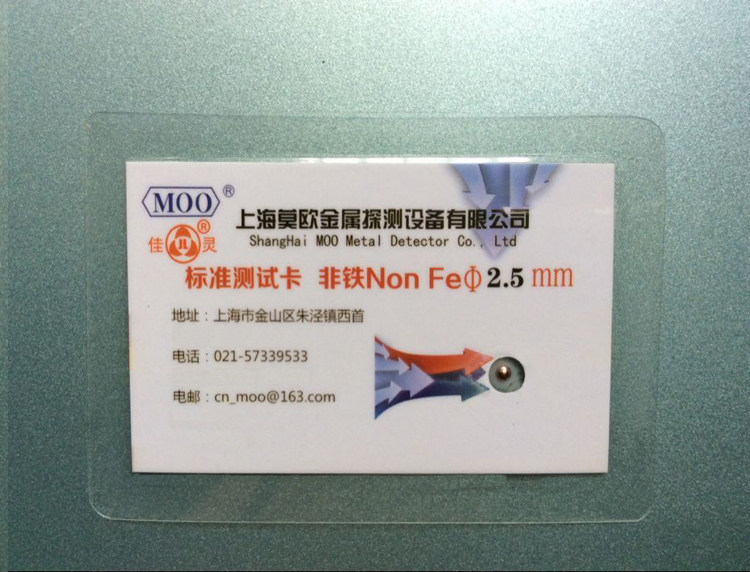 MOO®
佳灵®
上海莫欧金属探测设备有限公司
ShangHai MOO Metal Detector Co., Ltd
标准测试卡 非铁Non FeΦ2.5mm
地址：上海市金山区朱泾镇西首
电话：021-57339533
电邮：cn_moo@163.com